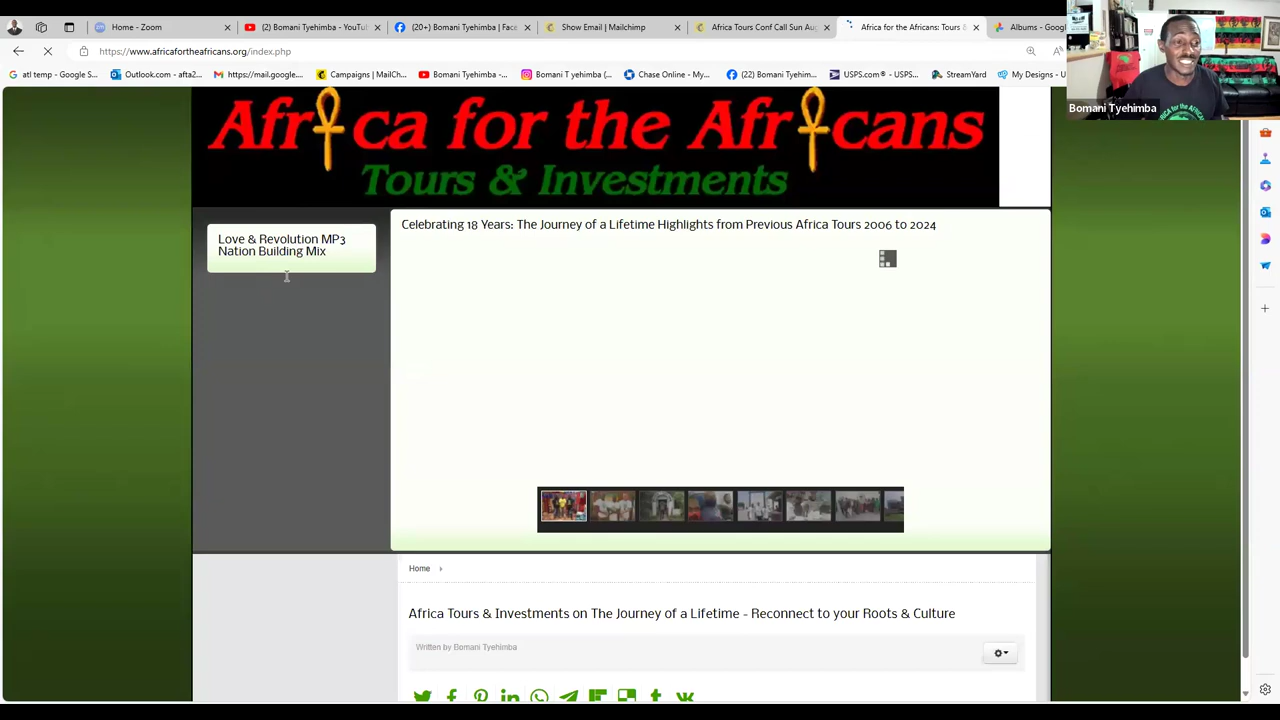 Home - Zoom
(2) Bomani Tyehimba - YouTu
(20+) Bomani Tyehimba | Face
Show Email | Mailchimp
Africa Tours Conf Call Sun Aug
Africa for the Africans: Tours &
Albums - Goog
https://www.africafortheafricans.org/index.php
atl temp - Google S...
Outlook.com - afta2...
https://mail.google....
Campaigns | MailCh...
Bomani Tyehimba -...
Bomani T yehimba (...
Chase Online - My...
(22) Bomani Tyehim...
USPS.com® - USPS...
StreamYard
My Designs -
Bomani Tyehimba
Africa for the Africans
Tours & Investments
Love & Revolution MP3
Nation Building Mix
Celebrating 18 Years: The Journey of a Lifetime Highlights from Previous Africa Tours 2006 to 2024
Home
Africa Tours & Investments on The Journey of a Lifetime - Reconnect to your Roots & Culture
Written by Bomani Tyehimba